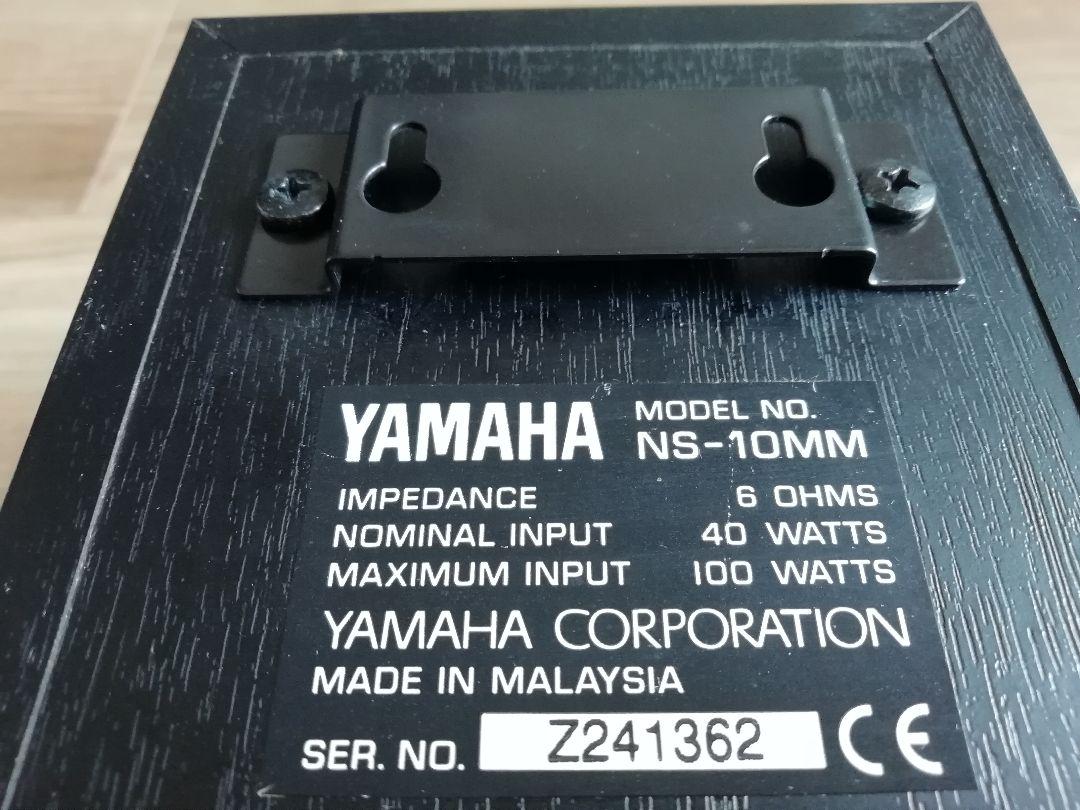 YAMAHA MODEL NO.
NS-10MM
IMPEDANCE 6 OHMS
NOMINAL INPUT 40 WATTS
MAXIMUM INPUT 100 WATTS
YAMAHA CORPORATION
MADE IN MALAYSIA
SER. NO. Z241362 CE